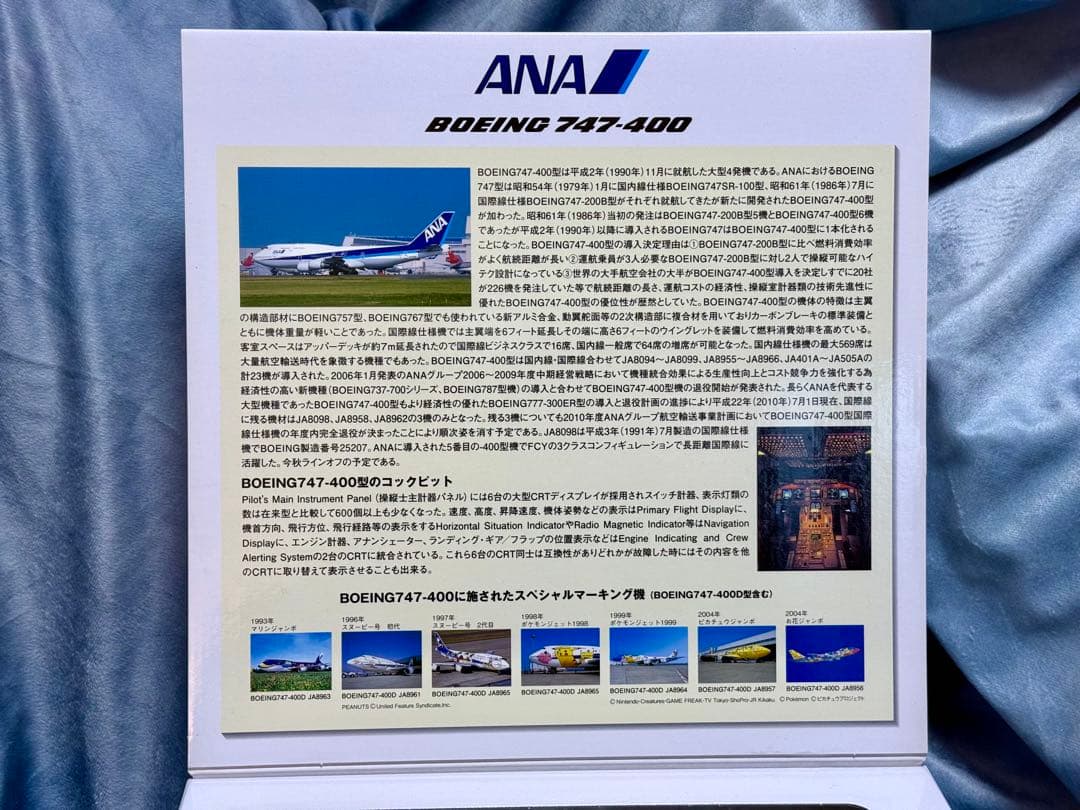 ANA
BOEING 747-400
BOEING747-400型は平成2年(1990年)11月に就航した大型4発機である。ANAにおけるBOEING
747型は昭和54年(1979年)1月に国内線仕様BOEING747SR-100型、昭和61年(1986年)7月に
国際線仕様BOEING747-200B型がそれぞれ就航してきたが新たに開発されたBOEING747-400型
が加わった。昭和61年(1986年)当初の発注はBOEING747-200B型5機とBOEING747-400型6機
であったが平成2年(1990年)以降に導入されるBOEING747はBOEING747-400型に1本化される
ことになった。BOEING747-400型の導入決定理由は①BOEING747-200B型に比べ燃料消費効率
がよく航続距離が長い②運航乗員が3人必要なBOEING747-200B型に対し2人で操縦可能なハイ
テク設計になっている③世界の大手航空会社の大半がBOEING747-400型導入を決定しすでに20社
が226機を発注していた等で航続距離の長さ、運航コストの経済性、操縦室計器類の技術先進性に
優れたBOEING747-400型の優位性が歴然としていた。BOEING747-400型の機体の特徴は主翼
の構造部材にBOEING757型、BOEING767型でも使われている新アルミ合金、動翼舵面等の2次構造部に複合材を用いておりカーボンブレーキの標準装備と
ともに機体重量が軽いことであった。国際線仕様機では主翼端を6フィート延長しその端に高さ6フィートのウイングレットを装備して燃料消費効率を高めている。
客室スペースはアッパーデッキが約7m延長されたので国際線ビジネスクラスで16席、国内線一般席で64席の増席が可能となった。国内線仕様機の最大569席は
大量航空輸送時代を象徴する機種でもあった。BOEING747-400型は国内線・国際線合わせてJA8094〜JA8099、JA8955〜JA8966、JA401A〜JA505Aの
計23機が導入された。2006年1月発表のANAグループ2006〜2009年度中期経営戦略において機種統合効果による生産性向上とコスト競争力を強化する為
経済性の高い新機種(BOEING737-700シリーズ、BOEING787型機)の導入と合わせてBOEING747-400型機の退役開始が発表された。長らくANAを代表する
大型機種であったBOEING747-400型もより経済性の優れたBOEING777-300ER型の導入と退役計画の進捗により平成22年(2010年)7月1日現在、国際線
に残る機材はJA8098、JA8958、JA8962の3機のみとなった。残る3機についても2010年度ANAグループ航空輸送事業計画においてBOEING747-400型国際
線仕様機の年度内完全退役が決まったことにより順次姿を消す予定である。JA8098は平成3年(1991年)7月製造の国際線仕様
機でBOEING製造番号25207。ANAに導入された5番目の-400型機でFCYの3クラスコンフィギュレーションで長距離国際線に
活躍した。今秋ラインオフの予定である。
BOEING747-400型のコックピット
Pilot's Main Instrument Panel (操縦士主計器パネル)には6台の大型CRTディスプレイが採用されスイッチ計器、表示灯類の
数は在来型と比較して600個以上も少なくなった。速度、高度、昇降速度、機体姿勢などの表示はPrimary Flight Displayに、
機首方向、飛行方位、飛行経路等の表示をするHorizontal Situation IndicatorやRadio Magnetic Indicator等はNavigation
Displayに、エンジン計器、アナンシェーター、ランディング・ギア/フラップの位置表示などはEngine Indicating and Crew
Alerting Systemの2台のCRTに統合されている。これら6台のCRT同士は互換性がありどれかが故障した時にはその内容を他
のCRTに取り替えて表示させることも出来る。
BOEING747-400に施されたスペシャルマーキング機(BOEING747-400D型含む)
1993年
マリンジャンボ
BOEING747-400D JA8963
1996年
スヌーピー号 初代
BOEING747-400D JA8961
1997年
スヌーピー号 2代目
BOEING747-400D JA8965
1998年
ポケモンジェット1998
BOEING747-400D JA8965
1999年
ポケモンジェット1999
BOEING747-400D JA8964
2004年
ピカチュウジャンボ
BOEING747-400D JA8957
2004年
お花ジャンボ
BOEING747-400D JA8956
PEANUTS ©United Feature Syndicate,Inc.
©Nintendo・Creatures・GAME FREAK・TV Tokyo・ShoPro・JR Kikaku. ©Pokémon ©ピカチュウプロジェクト